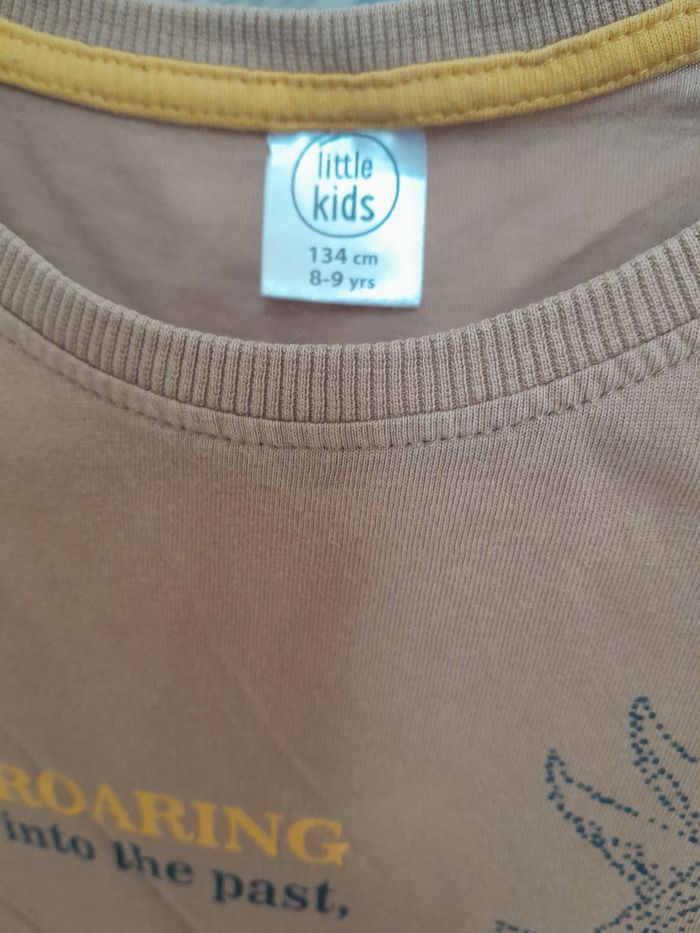 little
kids
134 cm
8-9 yrs
ROARING
into the past,